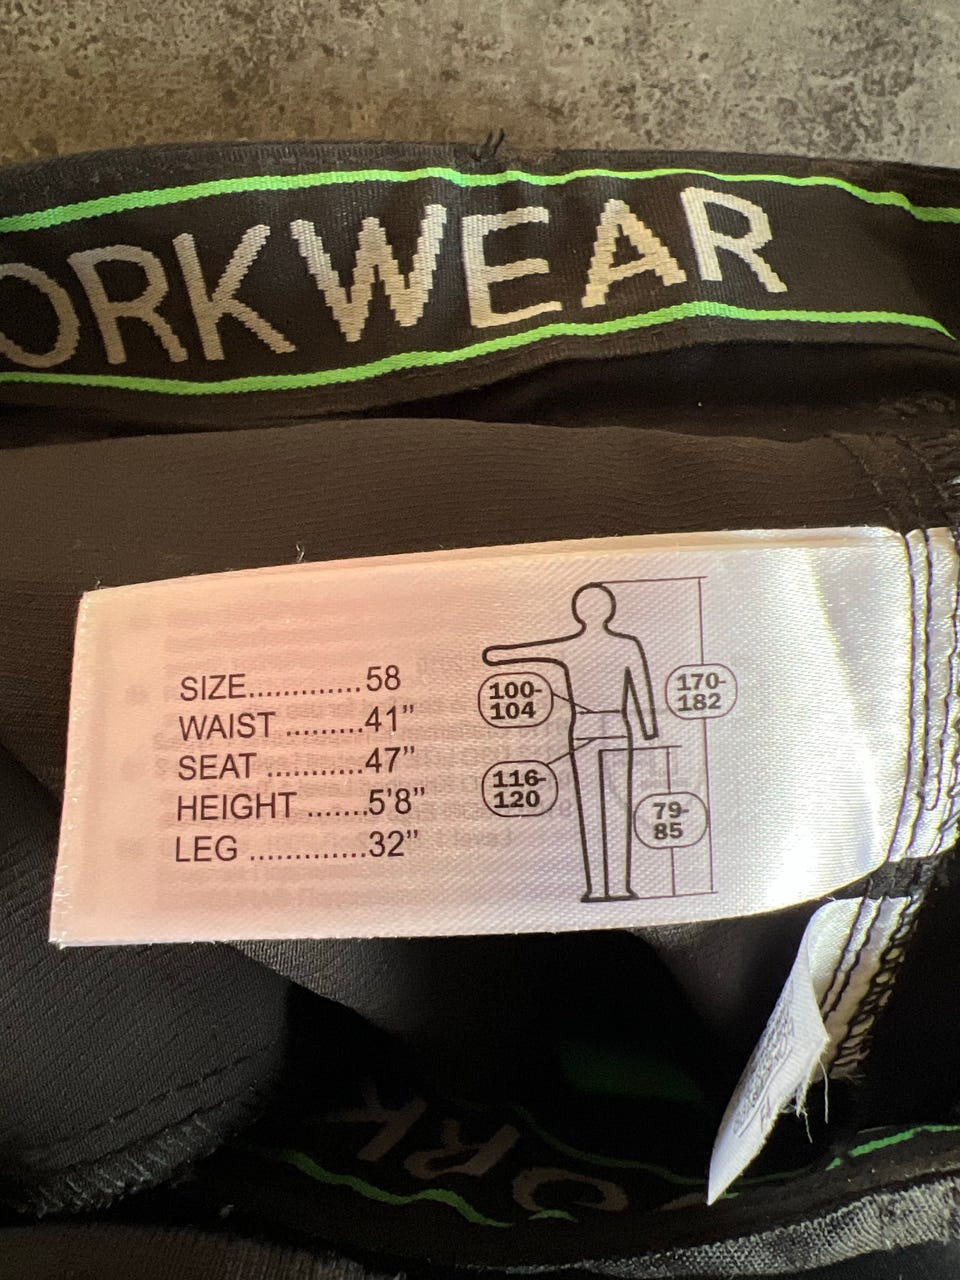 ORKWEAR
SIZE.............58
WAIST .........41”
SEAT ...........47”
HEIGHT .......5’8”
LEG .............32”
100-
104
116-
120
170-
182
79-
85
ORK